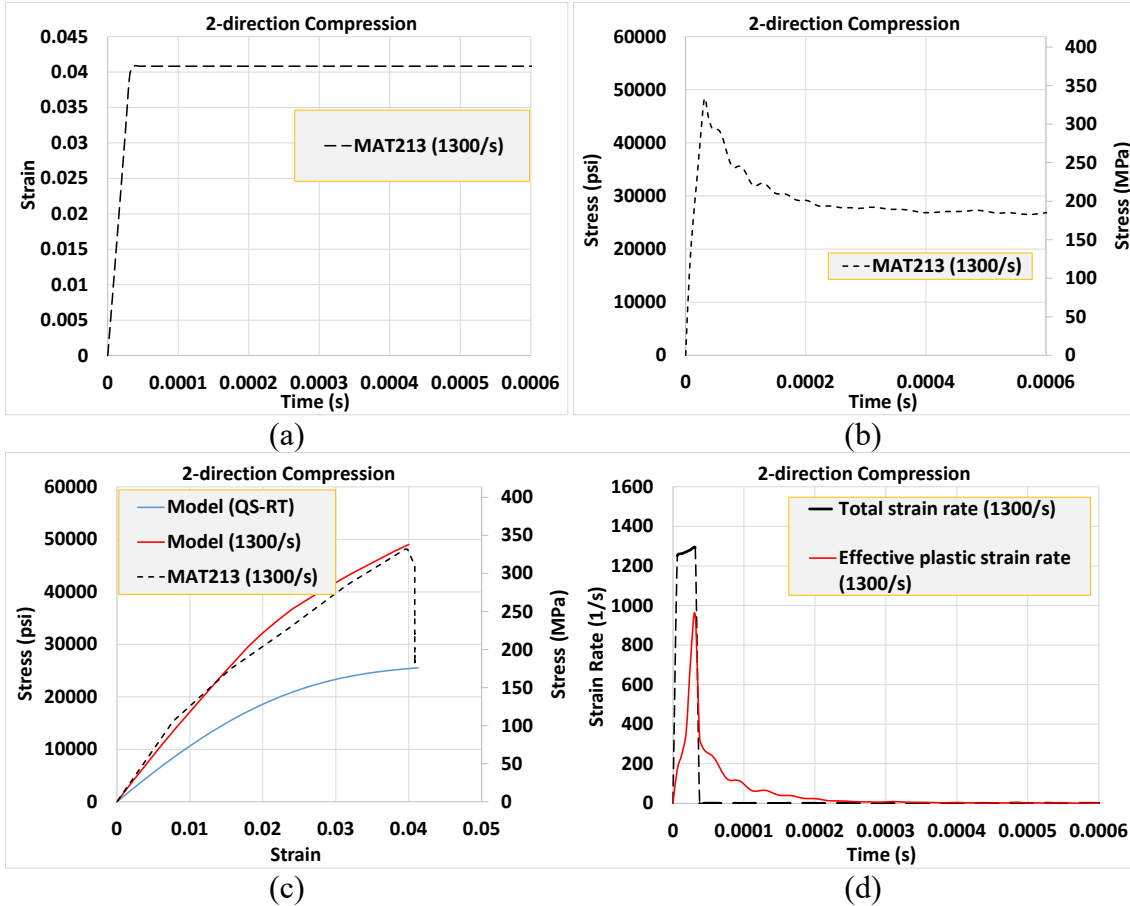 2-direction Compression
0.045
0.04
0.035
0.03
0.025
0.02
0.015
0.01
0.005
0
Strain
MAT213 (1300/s)
0 0.0001 0.0002 0.0003 0.0004 0.0005 0.0006
Time (s)
(a)
2-direction Compression
60000
50000
40000
30000
20000
10000
0
Stress (psi)
400
350
300
250
200
150
100
50
0
Stress (MPa)
MAT213 (1300/s)
0 0.0002 0.0004 0.0006
Time (s)
(b)
2-direction Compression
60000
50000
40000
30000
20000
10000
0
Stress (psi)
Model (QS-RT)
Model (1300/s)
MAT213 (1300/s)
400
350
300
250
200
150
100
50
0
Stress (MPa)
0 0.01 0.02 0.03 0.04 0.05
Strain
(c)
2-direction Compression
1600
1400
1200
1000
800
600
400
200
0
Strain Rate (1/s)
Total strain rate (1300/s)
Effective plastic strain rate
(1300/s)
0 0.0001 0.0002 0.0003 0.0004 0.0005 0.0006
Time (s)
(d)